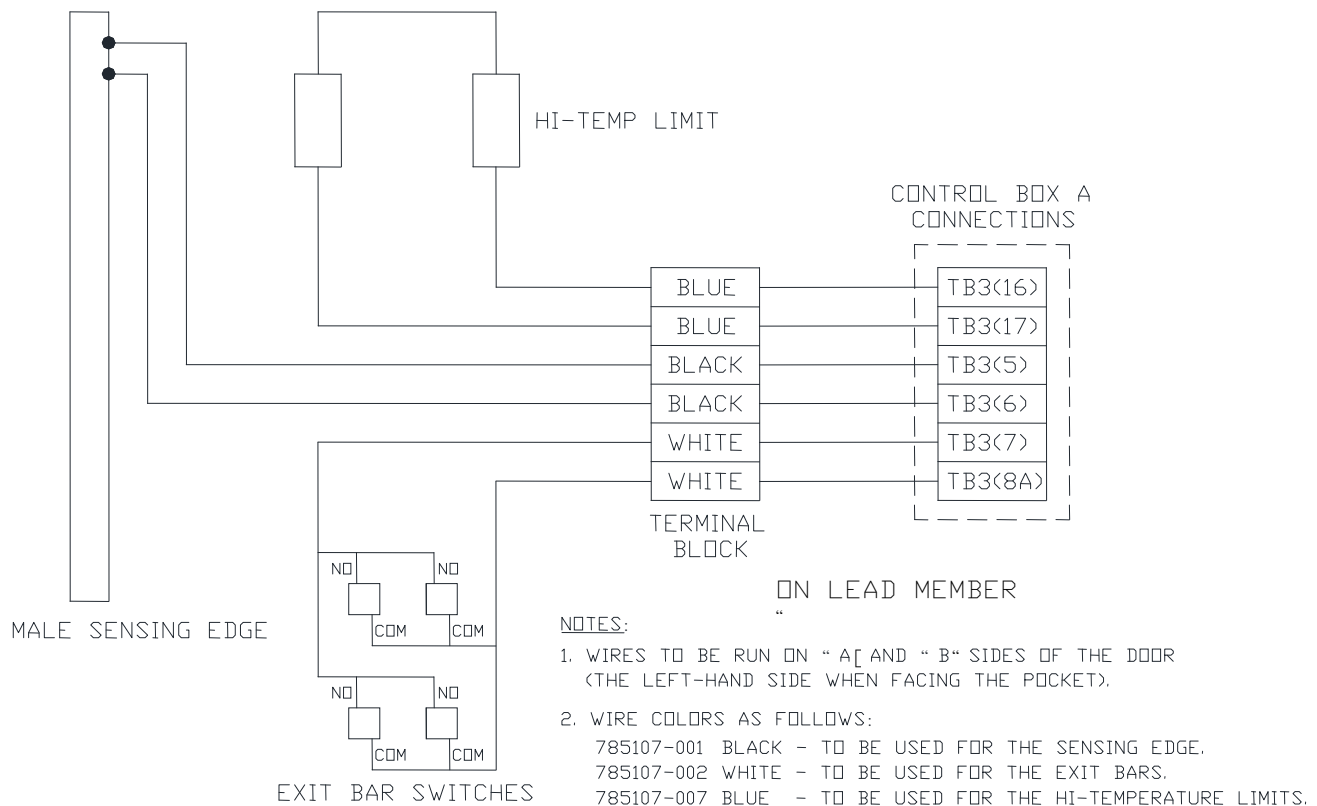 HI-TEMP LIMIT
CONTROL BOX A
CONNECTIONS
BLUE TB3(16)
BLUE TB3(17)
BLACK TB3(5)
BLACK TB3(6)
WHITE TB3(7)
WHITE TB3(8A)
TERMINAL
BLOCK
NO NO
COM COM
NO NO
COM COM
MALE SENSING EDGE
EXIT BAR SWITCHES
ON LEAD MEMBER
“
NOTES:
1. WIRES TO BE RUN ON “ A[ AND “ B“ SIDES OF THE DOOR
(THE LEFT-HAND SIDE WHEN FACING THE POCKET).
2. WIRE COLORS AS FOLLOWS:
785107-001 BLACK - TO BE USED FOR THE SENSING EDGE.
785107-002 WHITE - TO BE USED FOR THE EXIT BARS.
785107-007 BLUE - TO BE USED FOR THE HI-TEMPERATURE LIMITS.